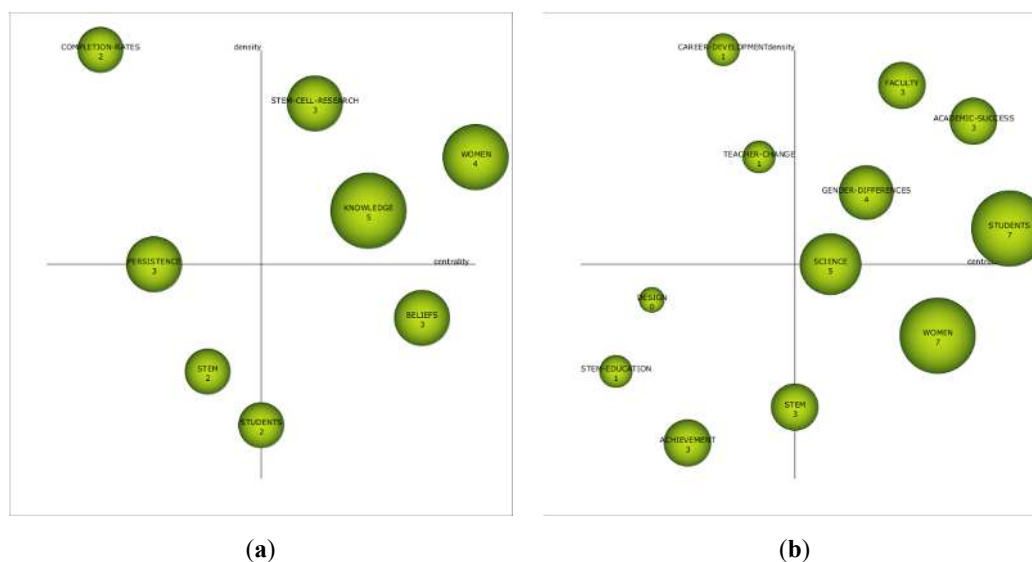 COMPLETION-RATES
2
density
STEM-CELL-RESEARCH
3
WOMEN
4
KNOWLEDGE
5
PERSISTENCE
3
centrality
BELIEFS
3
STEM
2
STUDENTS
2
(a)
CAREER-DEVELOPMENT
1
density
FACULTY
3
ACADEMIC-SUCCESS
3
TEACHER-CHANGE
1
GENDER-DIFFERENCES
4
STUDENTS
7
SCIENCE
5
DESIGN
0
WOMEN
7
STEM-EDUCATION
1
STEM
3
ACHIEVEMENT
3
(b)